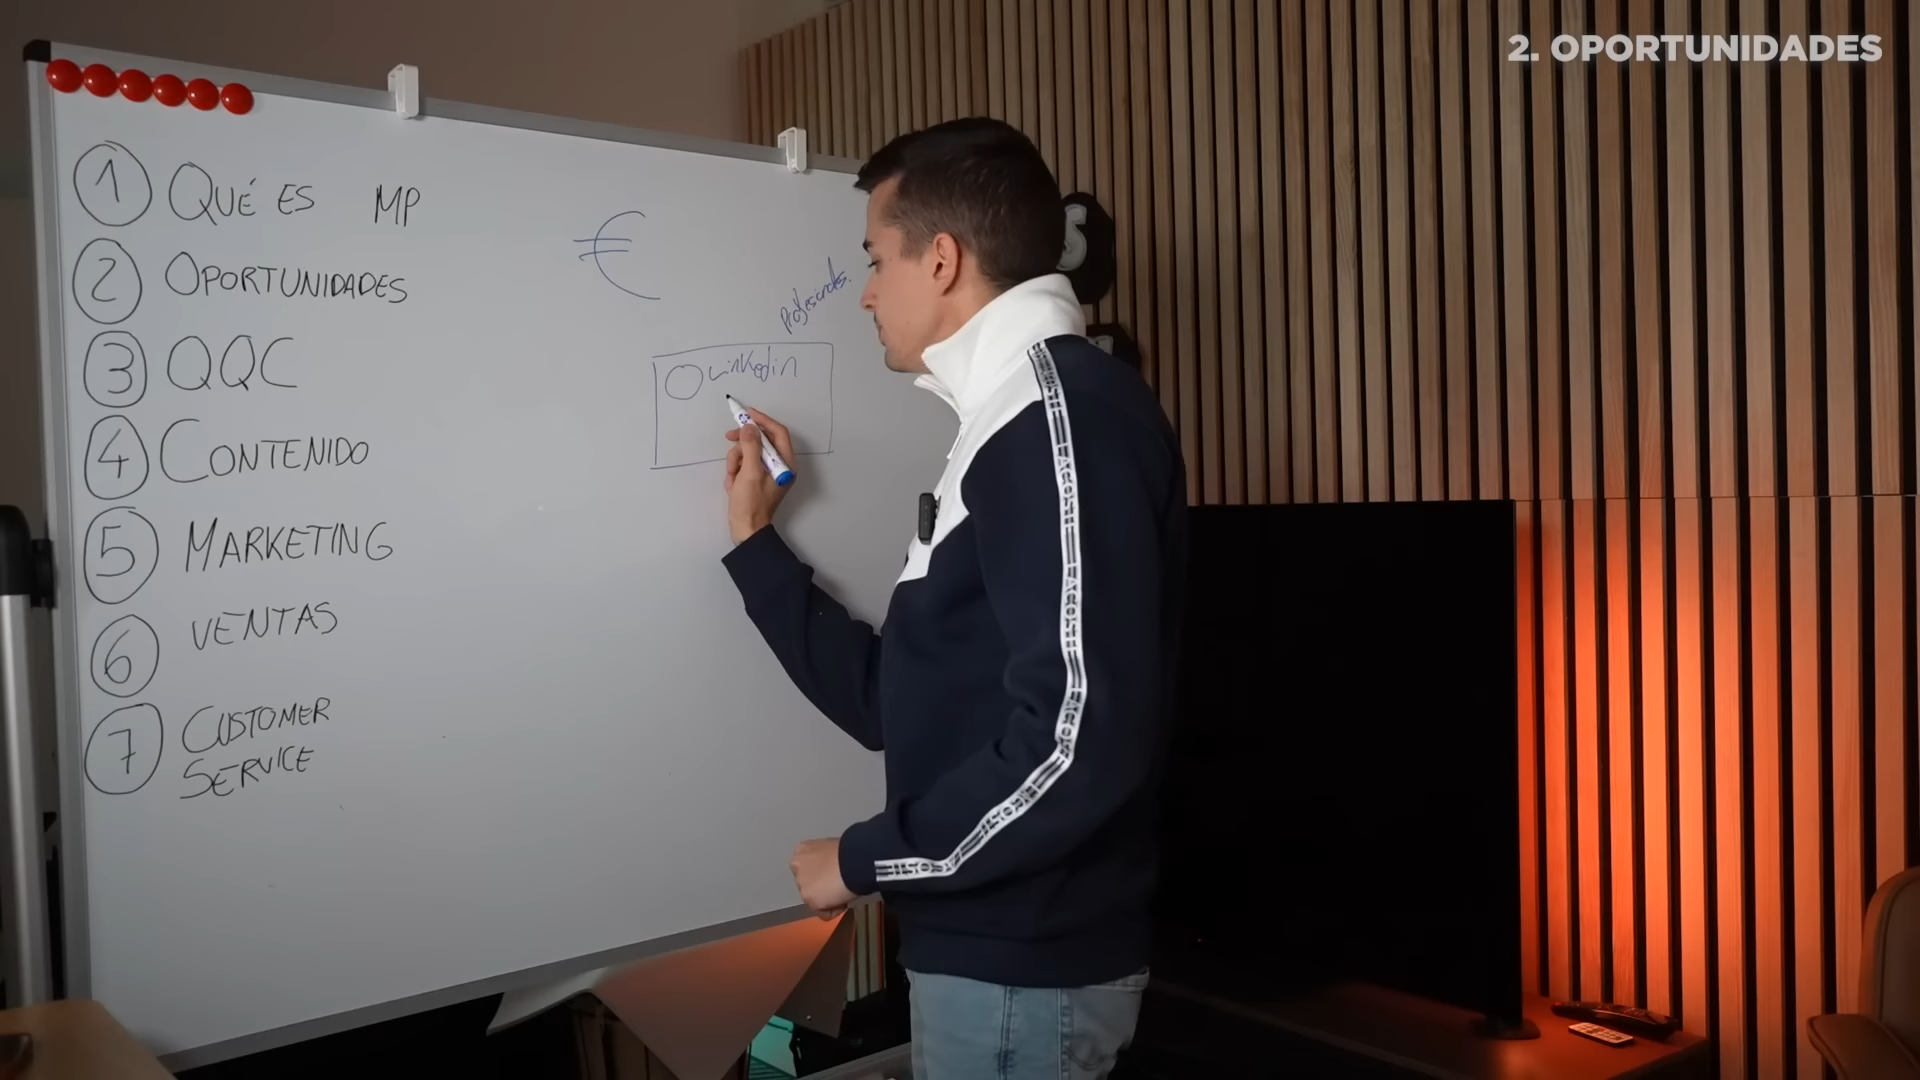 2. OPORTUNIDADES
1 QUÉ ES MP
2 OPORTUNIDADES
3 QQC
4 CONTENIDO
5 MARKETING
6 VENTAS
7 CUSTOMER
SERVICE
€
Profesionales.
Linkedin
S